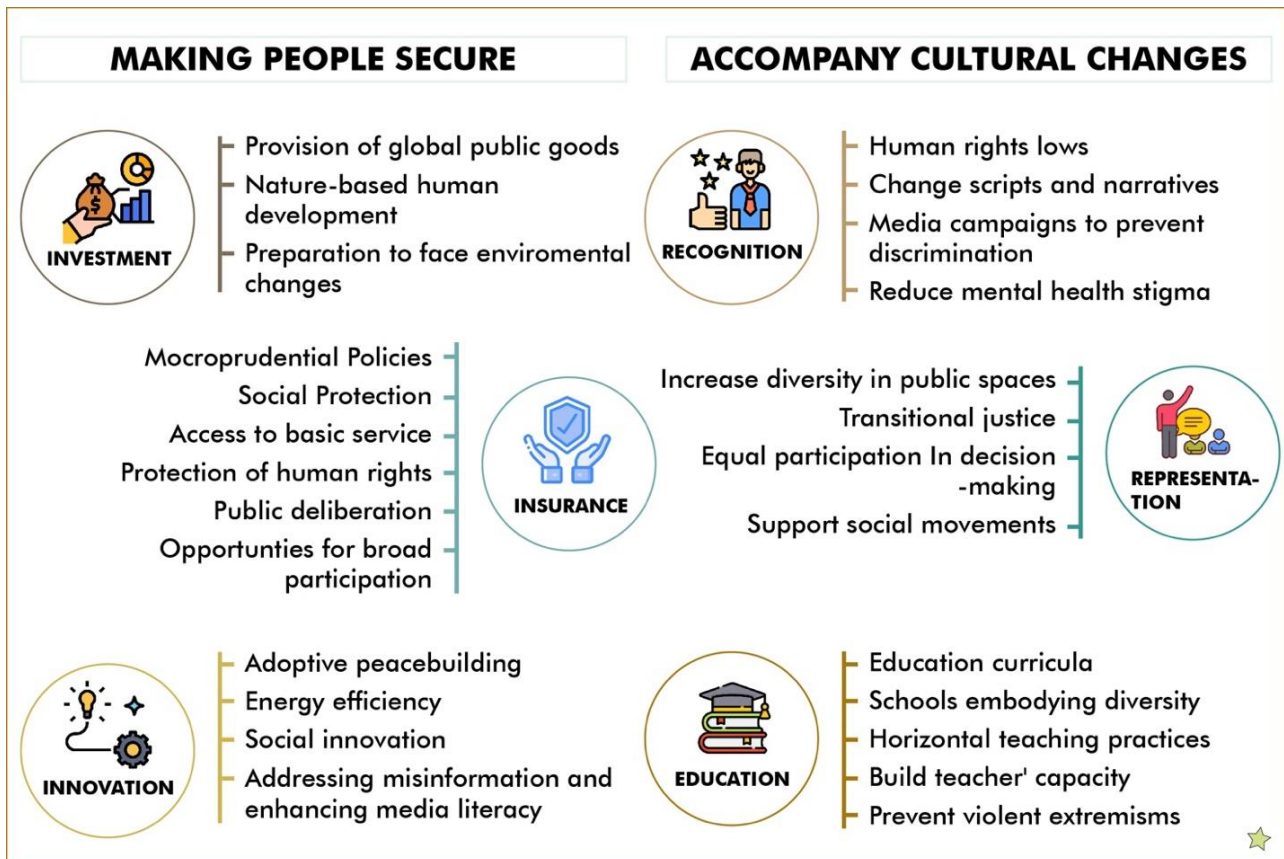 MAKING PEOPLE SECURE
INVESTMENT
Provision of global public goods
Nature-based human
development
Preparation to face enviromental
changes
Mocroprudential Policies
Social Protection
Access to basic service
Protection of human rights
Public deliberation
Opportunties for broad
participation
INSURANCE
INNOVATION
Adoptive peacebuilding
Energy efficiency
Social innovation
Addressing misinformation and
enhancing media literacy
ACCOMPANY CULTURAL CHANGES
RECOGNITION
Human rights lows
Change scripts and narratives
Media campaigns to prevent
discrimination
Reduce mental health stigma
Increase diversity in public spaces
Transitional justice
Equal participation In decision
-making
Support social movements
REPRESENTA-
TION
EDUCATION
Education curricula
Schools embodying diversity
Horizontal teaching practices
Build teacher' capacity
Prevent violent extremisms